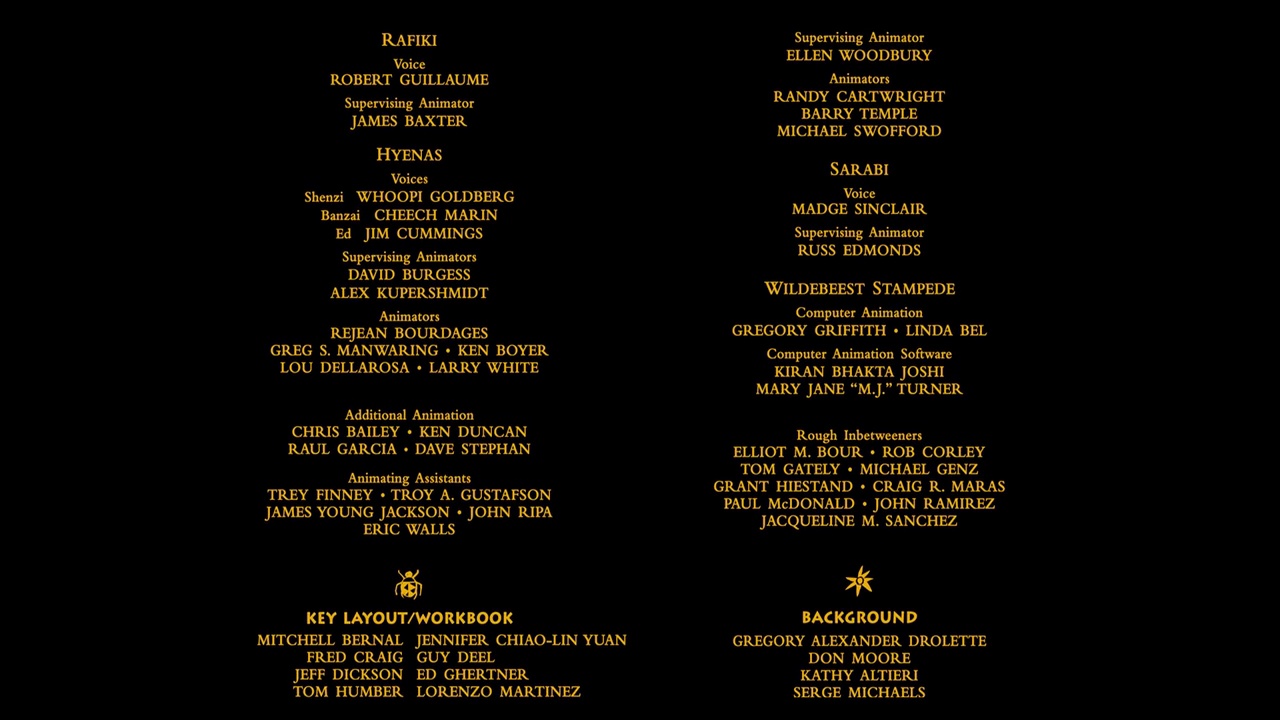 RAFIKI
Voice
ROBERT GUILLAUME
Supervising Animator
JAMES BAXTER
HYENAS
Voices
Shenzi WHOOPI GOLDBERG
Banzai CHEECH MARIN
Ed JIM CUMMINGS
Supervising Animators
DAVID BURGESS
ALEX KUPERSHMIDT
Animators
REJEAN BOURDAGES
GREG S. MANWARING • KEN BOYER
LOU DELLAROSA • LARRY WHITE
Additional Animation
CHRIS BAILEY • KEN DUNCAN
RAUL GARCIA • DAVE STEPHAN
Animating Assistants
TREY FINNEY • TROY A. GUSTAFSON
JAMES YOUNG JACKSON • JOHN RIPA
ERIC WALLS
KEY LAYOUT/WORKBOOK
MITCHELL BERNAL JENNIFER CHIAO-LIN YUAN
FRED CRAIG GUY DEEL
JEFF DICKSON ED GHERTNER
TOM HUMBER LORENZO MARTINEZ
Supervising Animator
ELLEN WOODBURY
Animators
RANDY CARTWRIGHT
BARRY TEMPLE
MICHAEL SWOFFORD
SARABI
Voice
MADGE SINCLAIR
Supervising Animator
RUSS EDMONDS
WILDEBEEST STAMPEDE
Computer Animation
GREGORY GRIFFITH • LINDA BEL
Computer Animation Software
KIRAN BHAKTA JOSHI
MARY JANE “M.J.” TURNER
Rough Inbetweeners
ELLIOT M. BOUR • ROB CORLEY
TOM GATELY • MICHAEL GENZ
GRANT HIESTAND • CRAIG R. MARAS
PAUL McDONALD • JOHN RAMIREZ
JACQUELINE M. SANCHEZ
BACKGROUND
GREGORY ALEXANDER DROLETTE
DON MOORE
KATHY ALTIERI
SERGE MICHAELS